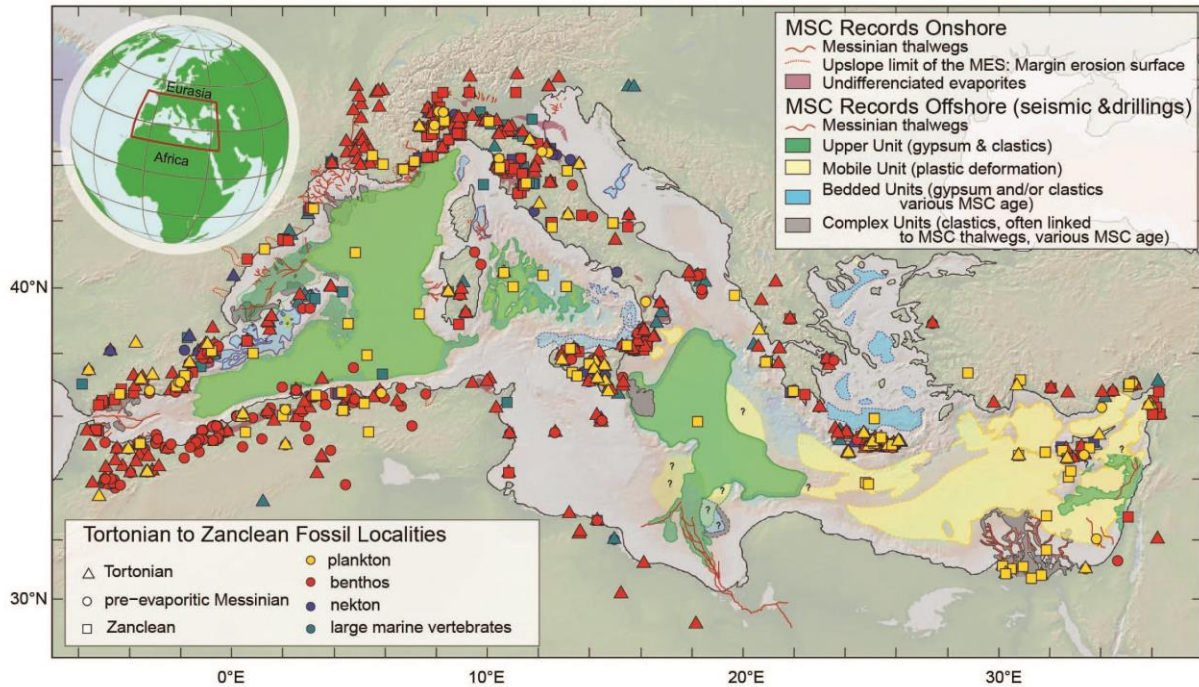 Eurasia
Africa
MSC Records Onshore
Messinian thalwegs
Upslope limit of the MES: Margin erosion surface
Undifferenciated evaporites
MSC Records Offshore (seismic &drillings)
Messinian thalwegs
Upper Unit (gypsum & clastics)
Mobile Unit (plastic deformation)
Bedded Units (gypsum and/or clastics
various MSC age)
Complex Units (clastics, often linked
to MSC thalwegs, various MSC age)
40°N
30°N
? 
?
?
?
?
?
?
?
?
Tortonian to Zanclean Fossil Localities
Tortonian
pre-evaporitic Messinian
Zanclean
plankton
benthos
nekton
large marine vertebrates
0°E
10°E
20°E
30°E